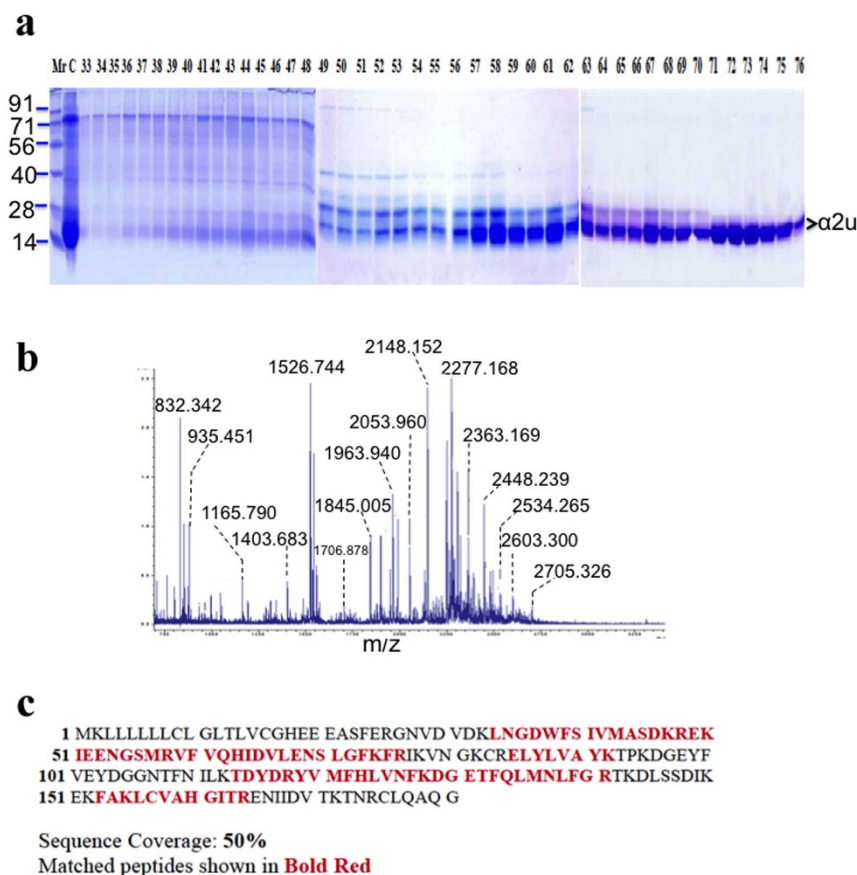 a
Mr C 33 34 35 36 37 38 39 40 41 42 43 44 45 46 47 48 49 50 51 52 53 54 55 56 57 58 59 60 61 62 63 64 65 66 67 68 69 70 71 72 73 74 75 76
91
71
56
40
28
14
>α2u
b
2148.152
1526.744
2277.168
832.342
935.451
2053.960
2363.169
1963.940
2448.239
1165.790
1845.005
2534.265
1403.683
1706.878
2603.300
2705.326
m/z
c
1 MKLLLLLLCL GLTLVCGHEE EASFERGNVD VDKLNGDWFS IVMASDKREK
51 IEENGSMRVF VQHIDVLENS LGFKFRIKVN GKCRELYLVA YKTPKDGEYF
101 VEYDGGNTFN ILKTDYDRYV MFHLVNFKDG ETFQLMNLFG RTKDLSSDIK
151 EKFAKLCVAH GITRENIIDV TKTNRCLQAQ G
Sequence Coverage: 50%
Matched peptides shown in Bold Red